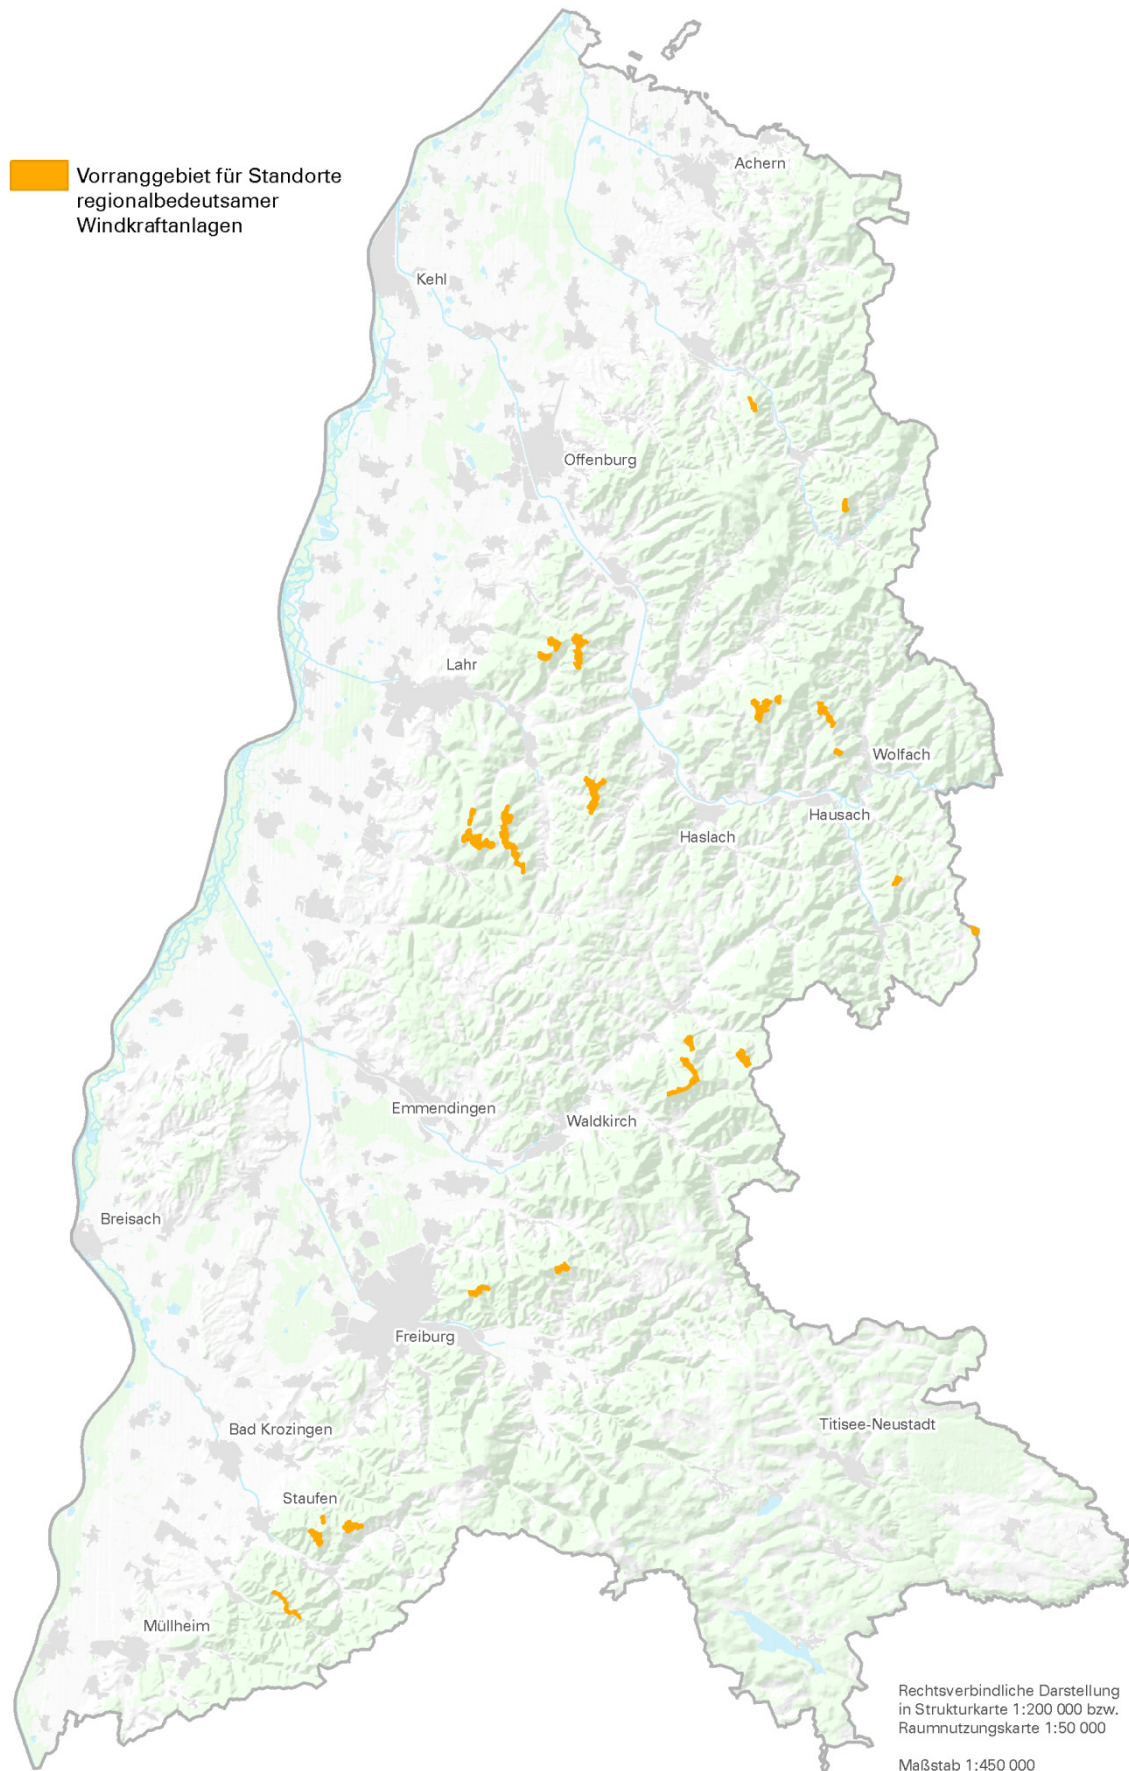 Achern
Vorranggebiet für Standorte
regionalbedeutsamer
Windkraftanlagen
Kehl
Offenburg
Lahr
Wolfach
Hausach
Haslach
Emmendingen
Waldkirch
Breisach
Freiburg
Titisee-Neustadt
Bad Krozingen
Staufen
Müllheim
Rechtsverbindliche Darstellung
in Strukturkarte 1:200 000 bzw.
Raumnutzungskarte 1:50 000
Maßstab 1:450 000